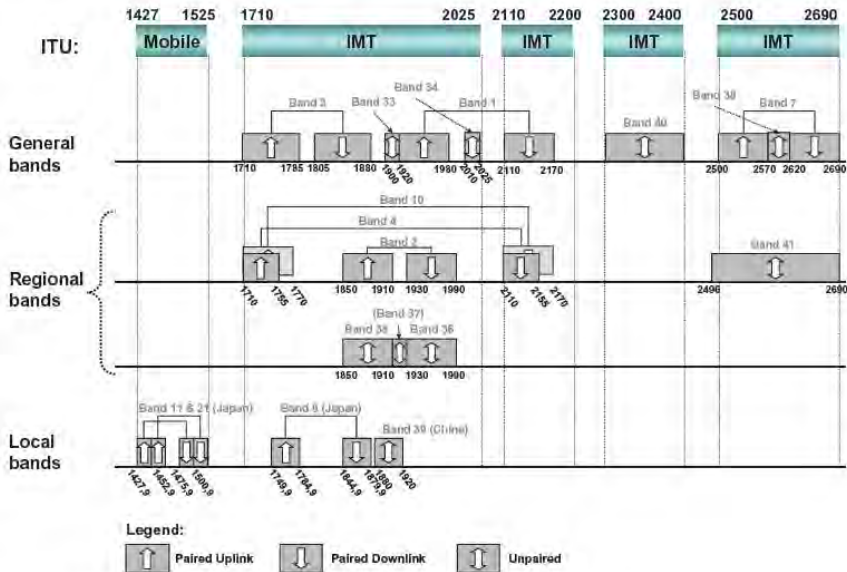 1427 1525 1710 2025 2110 2200 2300 2400 2500 2690
ITU: Mobile IMT IMT IMT IMT
General bands
Band 3 Band 33 Band 34 Band 1 Band 40 Band 38 Band 7
1710 1785 1805 1880 1900 1920 1980 2010 2025 2110 2170 2500 2570 2620 2690
Regional bands
Band 10
Band 4
Band 2
Band 41
1710 1755 1770 1850 1910 1930 1990 2110 2155 2170 2496 2690
(Band 37)
Band 36
1850 1910 1930 1990
Local bands
Band 11 & 21 (Japan) (Japan)
Band 39 (China)
1427,9 1452,9 1475,9 1500,9 1749,9 1784,9 1844,9 1879,9 1880 1920
Legend:
Paired Uplink Paired Downlink Unpaired